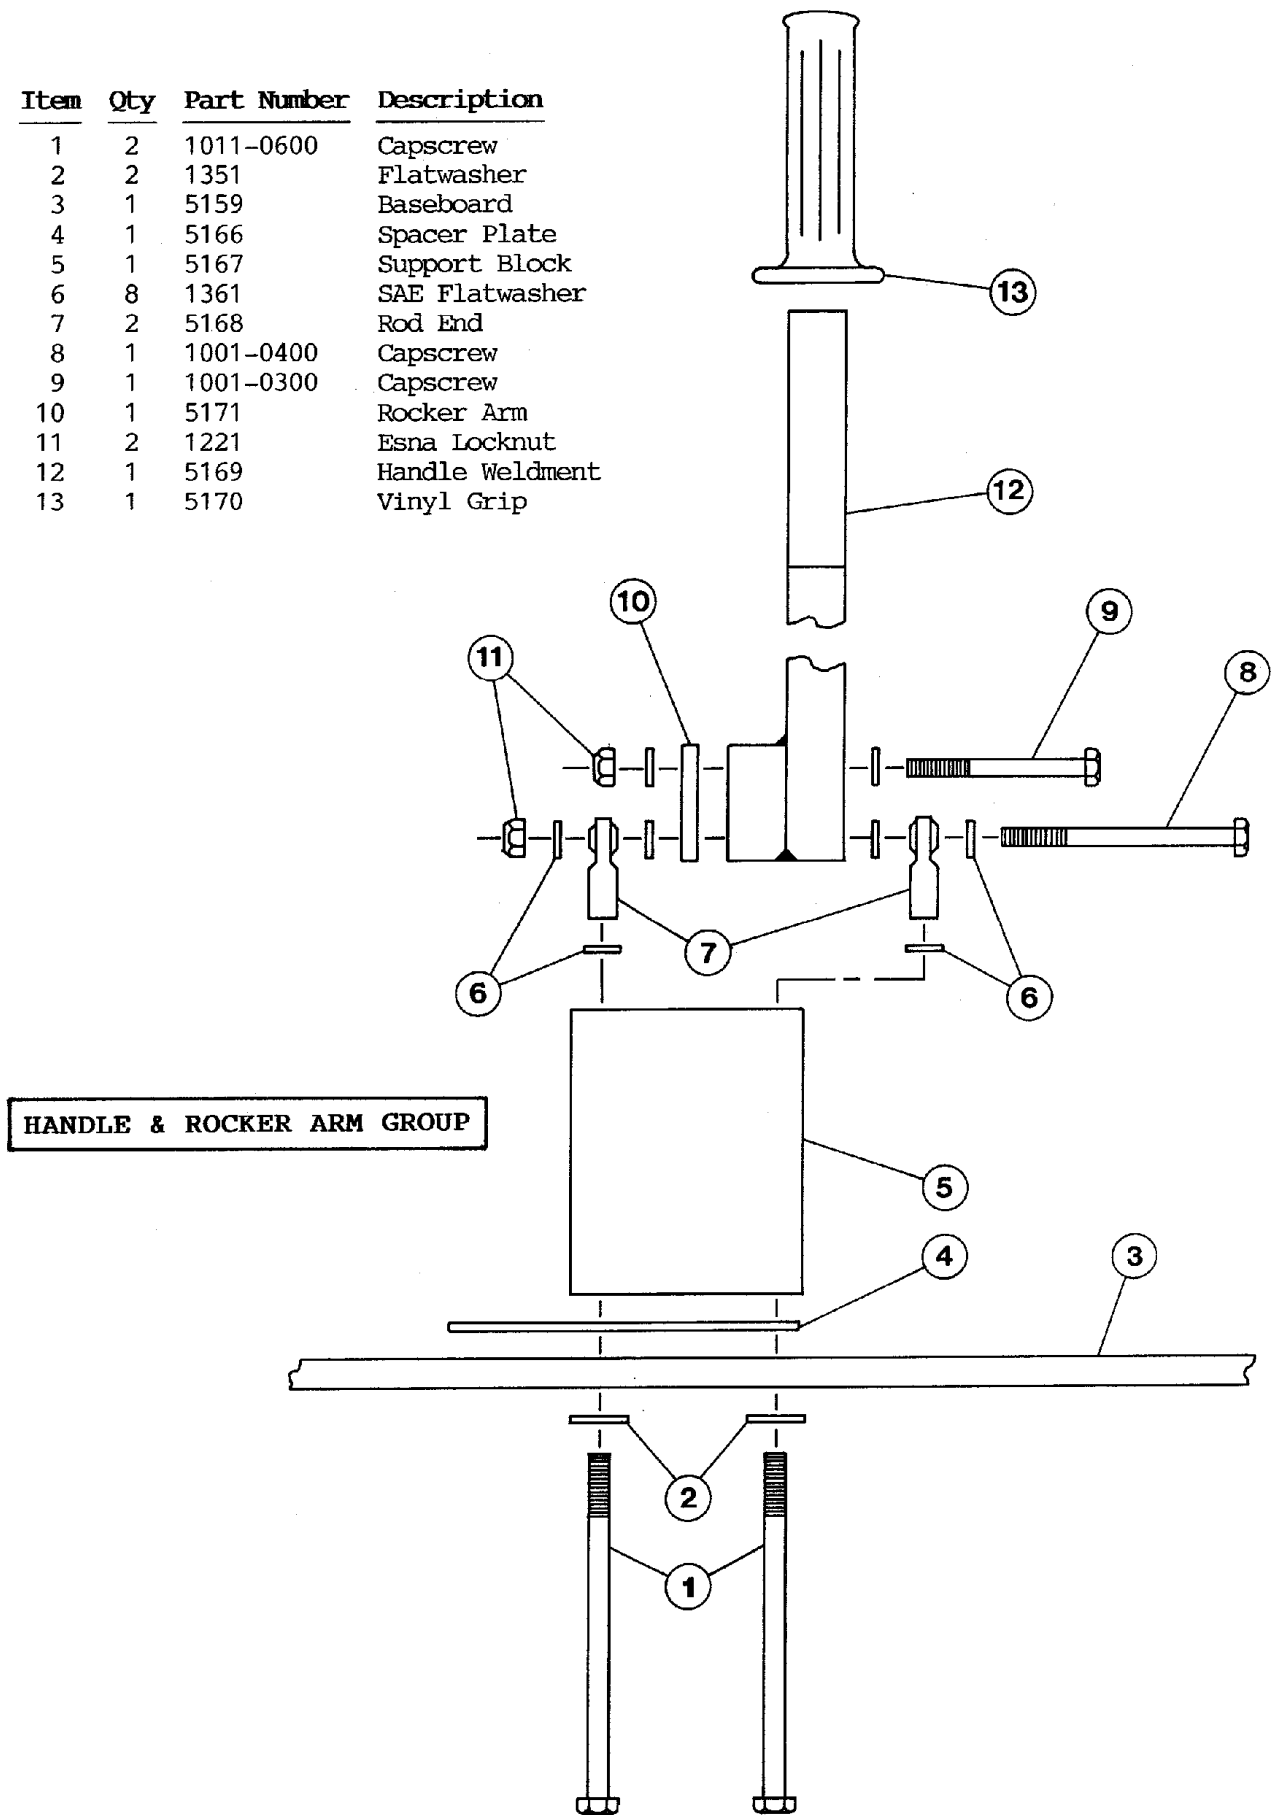 Item Qty Part Number Description
1 2 1011-0600 Capscrew
2 2 1351 Flatwasher
3 1 5159 Baseboard
4 1 5166 Spacer Plate
5 1 5167 Support Block
6 8 1361 SAE Flatwasher
7 2 5168 Rod End
8 1 1001-0400 Capscrew
9 1 1001-0300 Capscrew
10 1 5171 Rocker Arm
11 2 1221 Esna Locknut
12 1 5169 Handle Weldment
13 1 5170 Vinyl Grip
13
12
10
9
11
8
7
6
6
HANDLE & ROCKER ARM GROUP
5
4
3
2
1